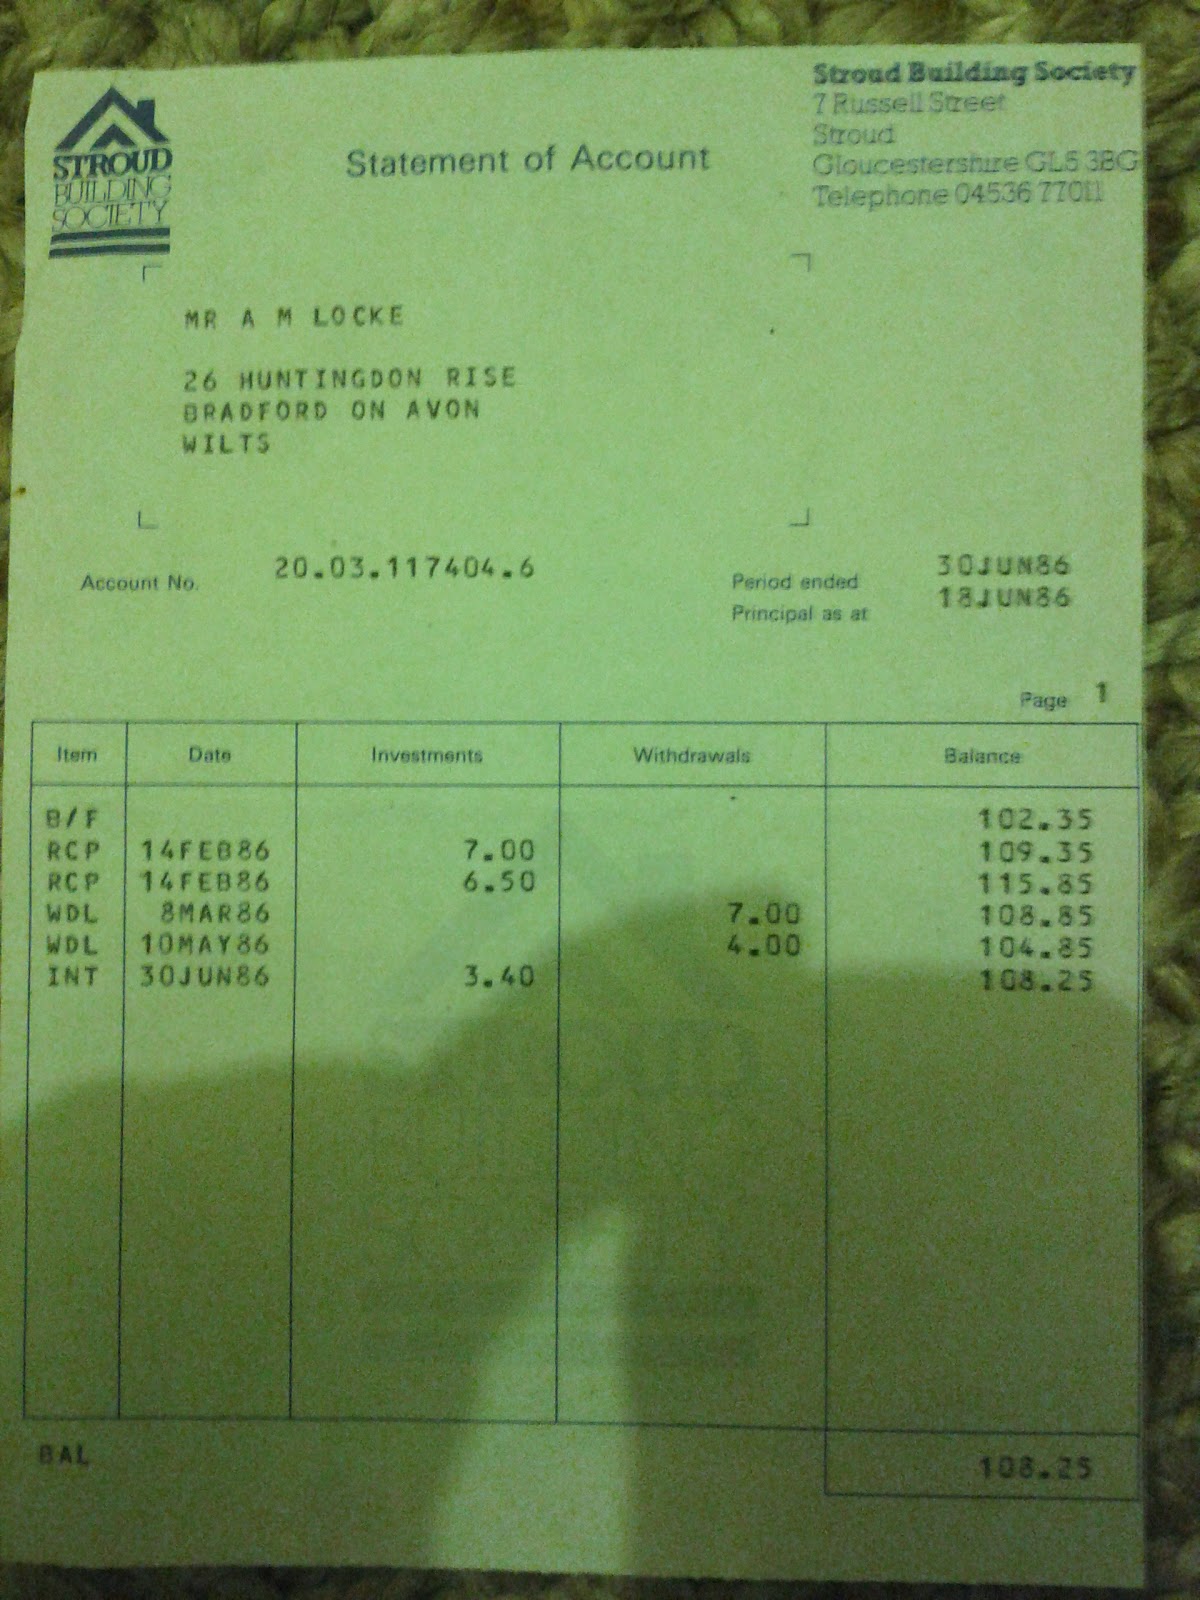 STROUD
BUILDING
SOCIETY
Statement of Account
Stroud Building Society
7 Russell Street
Stroud
Gloucestershire GL5 3BG
Telephone 04536 77011
MR A M LOCKE
26 HUNTINGDON RISE
BRADFORD ON AVON
WILTS
Account No. 20.03.117404.6
Period ended 30JUN86
Principal as at 18JUN86
Page 1
Item Date Investments Withdrawals Balance
B/F 102.35
RCP 14FEB86 7.00 109.35
RCP 14FEB86 6.50 115.85
WDL 8MAR86 7.00 108.85
WDL 10MAY86 4.00 104.85
INT 30JUN86 3.40 108.25
BAL 108.25